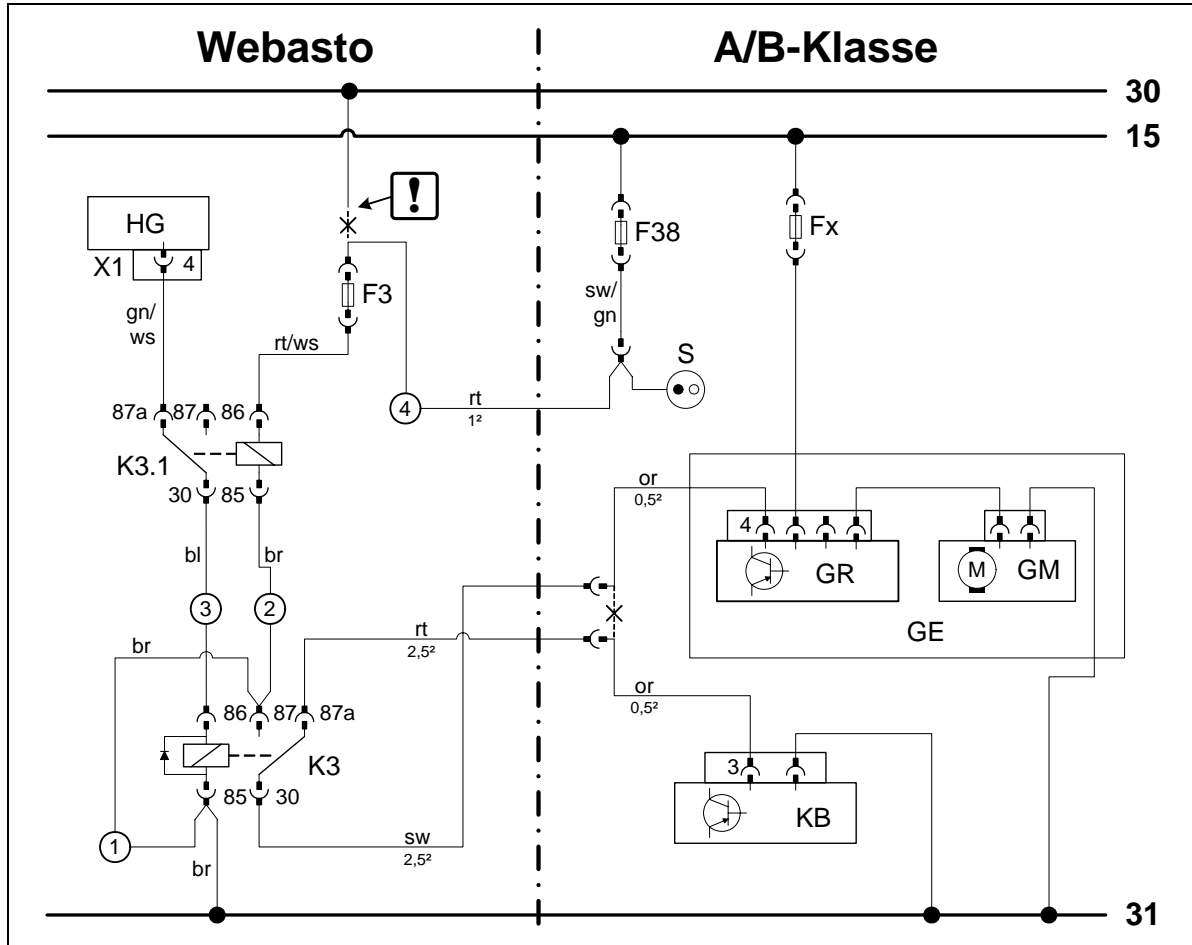 Webasto
A/B-Klasse
30
15
!
HG
X1
4
F3
F38
Fx
gn/
ws
sw/
gn
rt/ws
S
4
rt
1²
87a
87
86
K3.1
30
85
or
0,5²
4
GR
M
GM
GE
bl
br
3
2
br
rt
2,5²
or
0,5²
86
87
87a
K3
3
KB
85
30
1
br
sw
2,5²
31